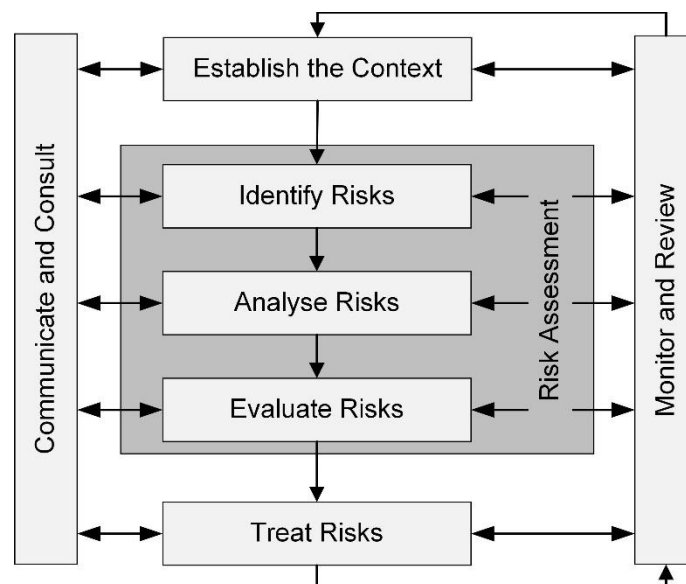 Establish the Context
Communicate and Consult
Identify Risks
Analyse Risks
Evaluate Risks
Risk Assessment
Monitor and Review
Treat Risks